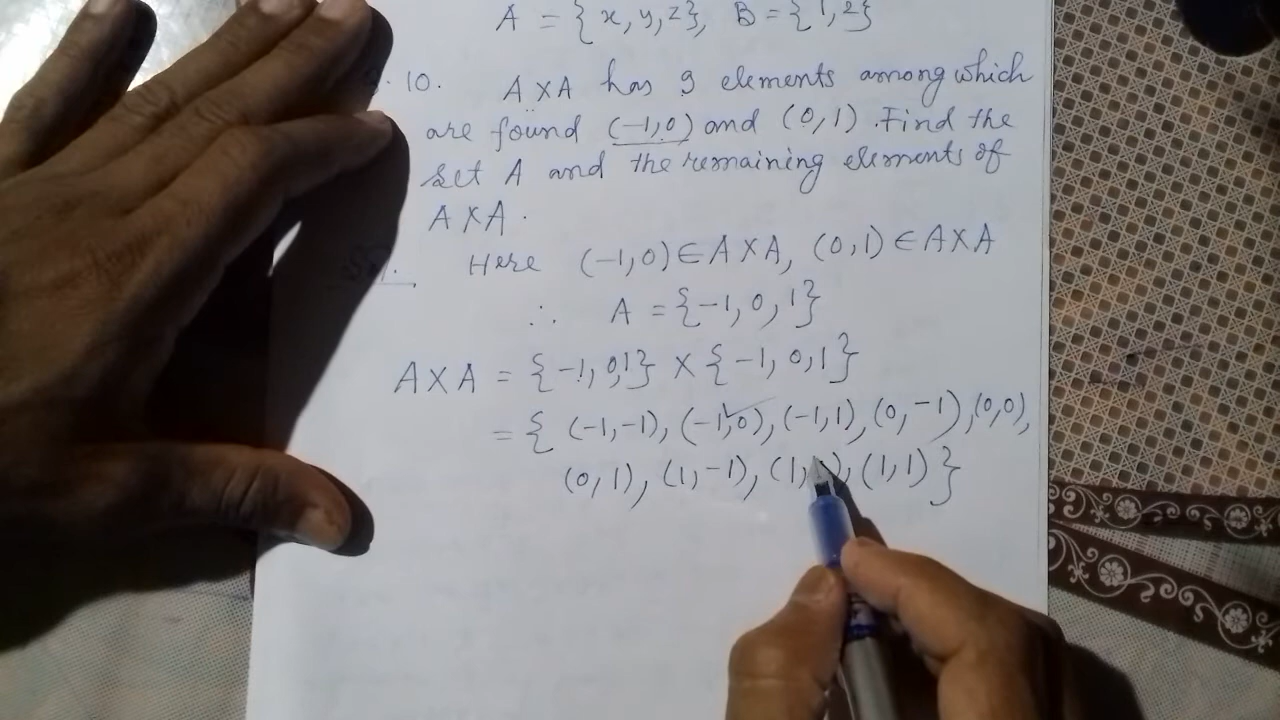 A = {x, y, z}, B = {1, 2}
10. A X A has 9 elements among which
are found (-1,0) and (0,1). Find the
set A and the remaining elements of
A X A.
Sol. Here (-1,0) ∈ A X A, (0,1) ∈ A X A
∴ A = {-1, 0, 1}
A X A = {-1, 0, 1} X {-1, 0, 1}
= { (-1,-1), (-1,0), (-1,1), (0,-1), (0,0),
(0,1), (1,-1), (1, ), (1,1) }